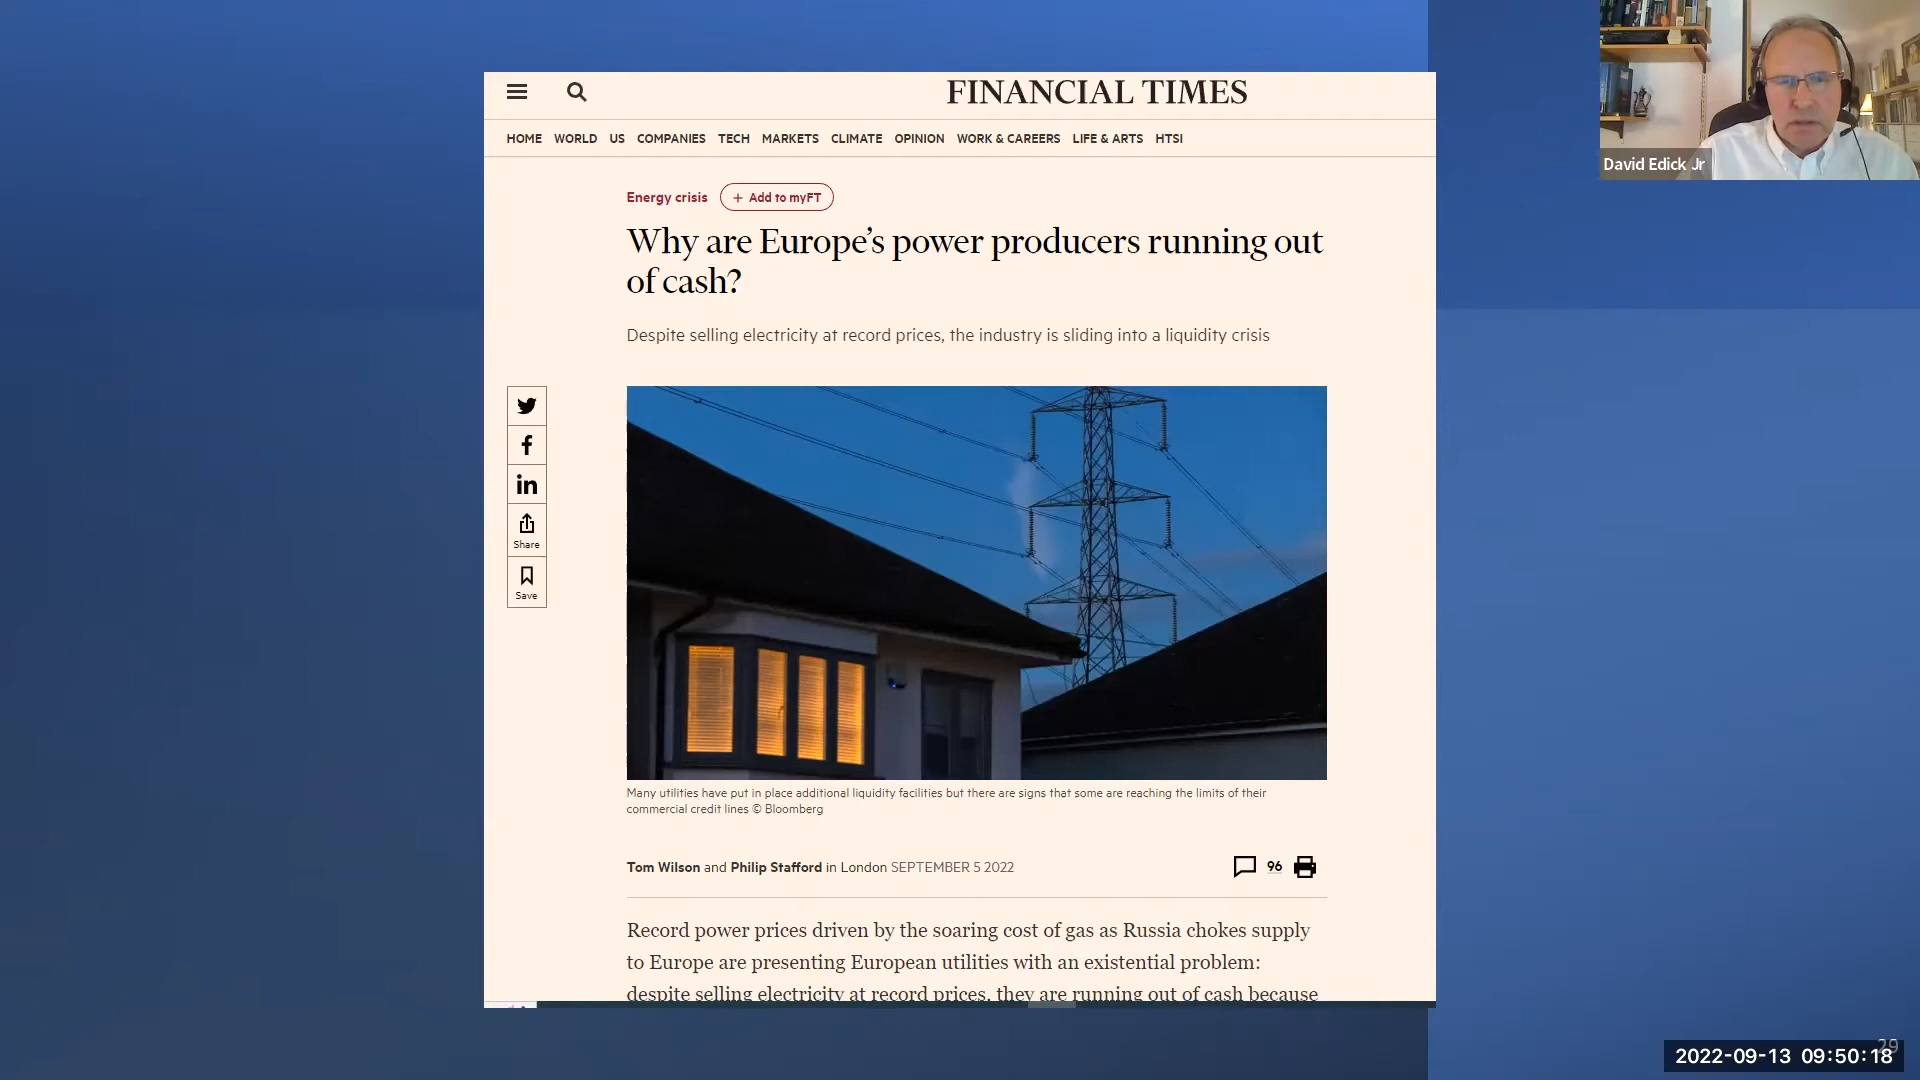 FINANCIAL TIMES
HOME WORLD US COMPANIES TECH MARKETS CLIMATE OPINION WORK & CAREERS LIFE & ARTS HTSI
Energy crisis + Add to myFT
Why are Europe’s power producers running out
of cash?
Despite selling electricity at record prices, the industry is sliding into a liquidity crisis
Share
Save
Many utilities have put in place additional liquidity facilities but there are signs that some are reaching the limits of their
commercial credit lines © Bloomberg
Tom Wilson and Philip Stafford in London SEPTEMBER 5 2022
96
Record power prices driven by the soaring cost of gas as Russia chokes supply
to Europe are presenting European utilities with an existential problem:
despite selling electricity at record prices, they are running out of cash because
David Edick Jr
29
2022-09-13 09:50:18